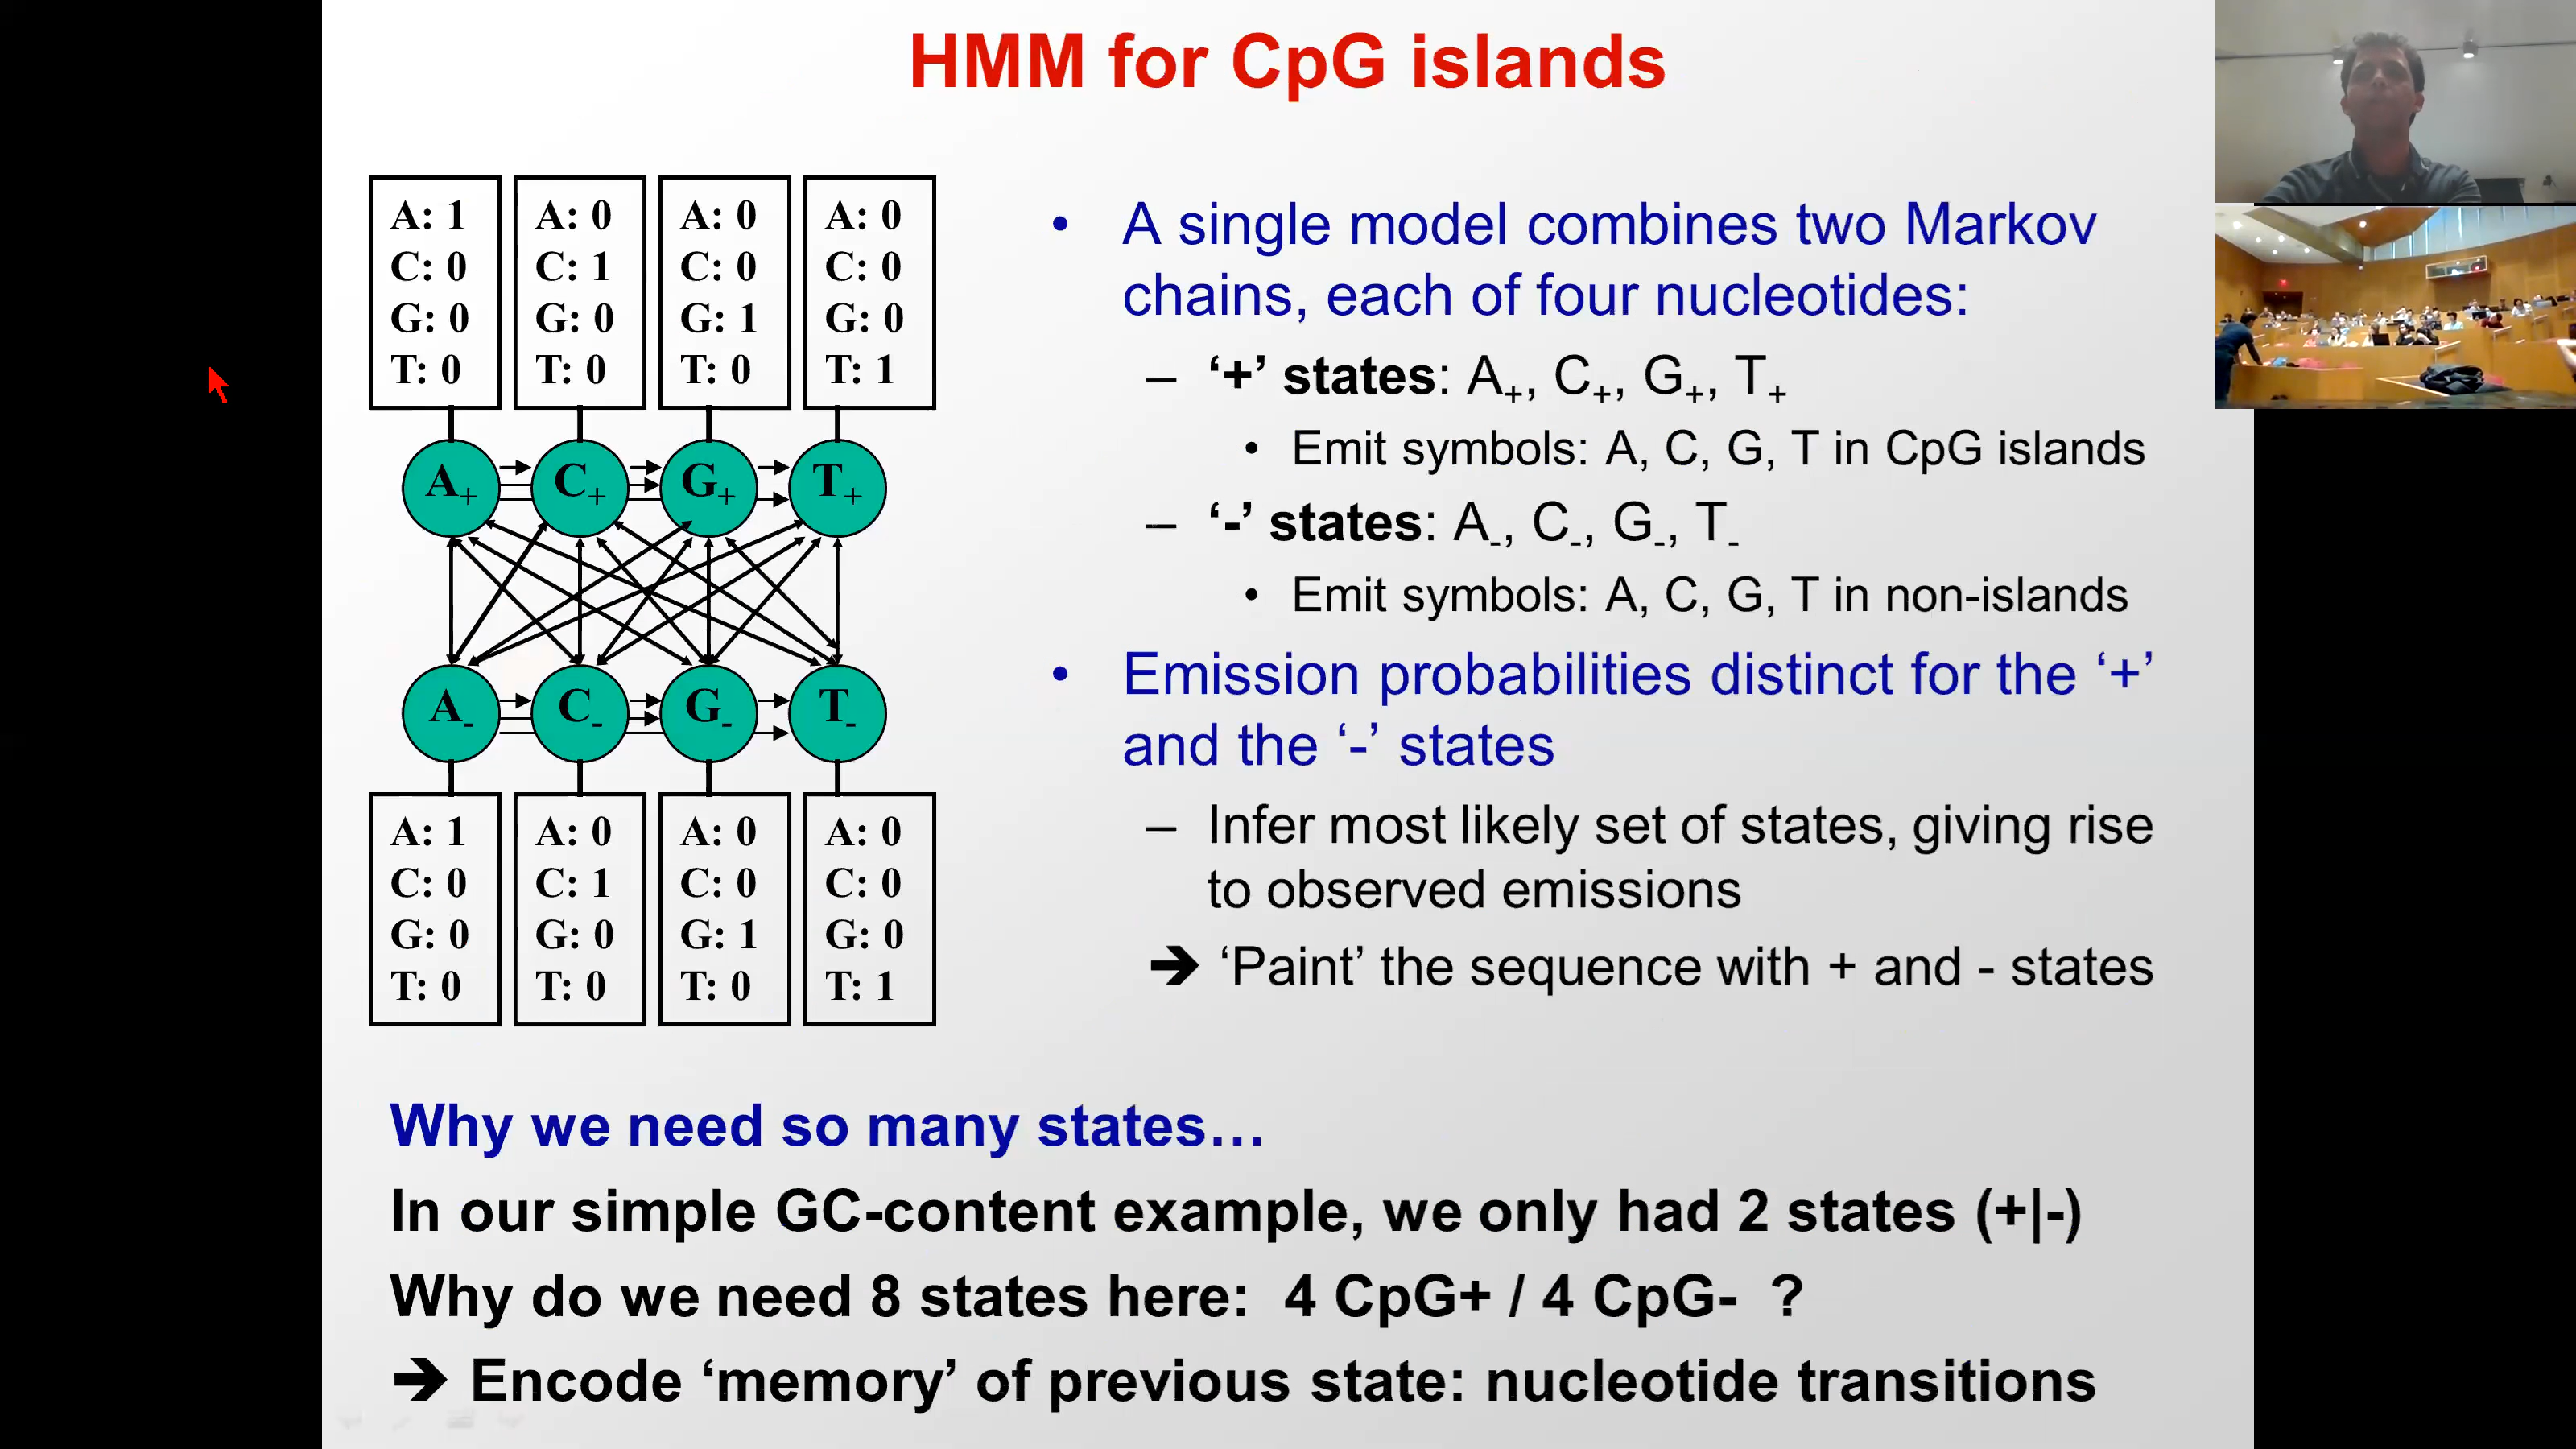 HMM for CpG islands
A: 1
C: 0
G: 0
T: 0
A: 0
C: 1
G: 0
T: 0
A: 0
C: 0
G: 1
T: 0
A: 0
C: 0
G: 0
T: 1
A+ C+ G+ T+
A- C- G- T-
A: 1
C: 0
G: 0
T: 0
A: 0
C: 1
G: 0
T: 0
A: 0
C: 0
G: 1
T: 0
A: 0
C: 0
G: 0
T: 1
• A single model combines two Markov
chains, each of four nucleotides:
– ‘+’ states: A+, C+, G+, T+
• Emit symbols: A, C, G, T in CpG islands
– ‘-’ states: A-, C-, G-, T-
• Emit symbols: A, C, G, T in non-islands
• Emission probabilities distinct for the ‘+’
and the ‘-’ states
– Infer most likely set of states, giving rise
to observed emissions
➔ ‘Paint’ the sequence with + and - states
Why we need so many states…
In our simple GC-content example, we only had 2 states (+|-)
Why do we need 8 states here: 4 CpG+ / 4 CpG- ?
➔ Encode ‘memory’ of previous state: nucleotide transitions